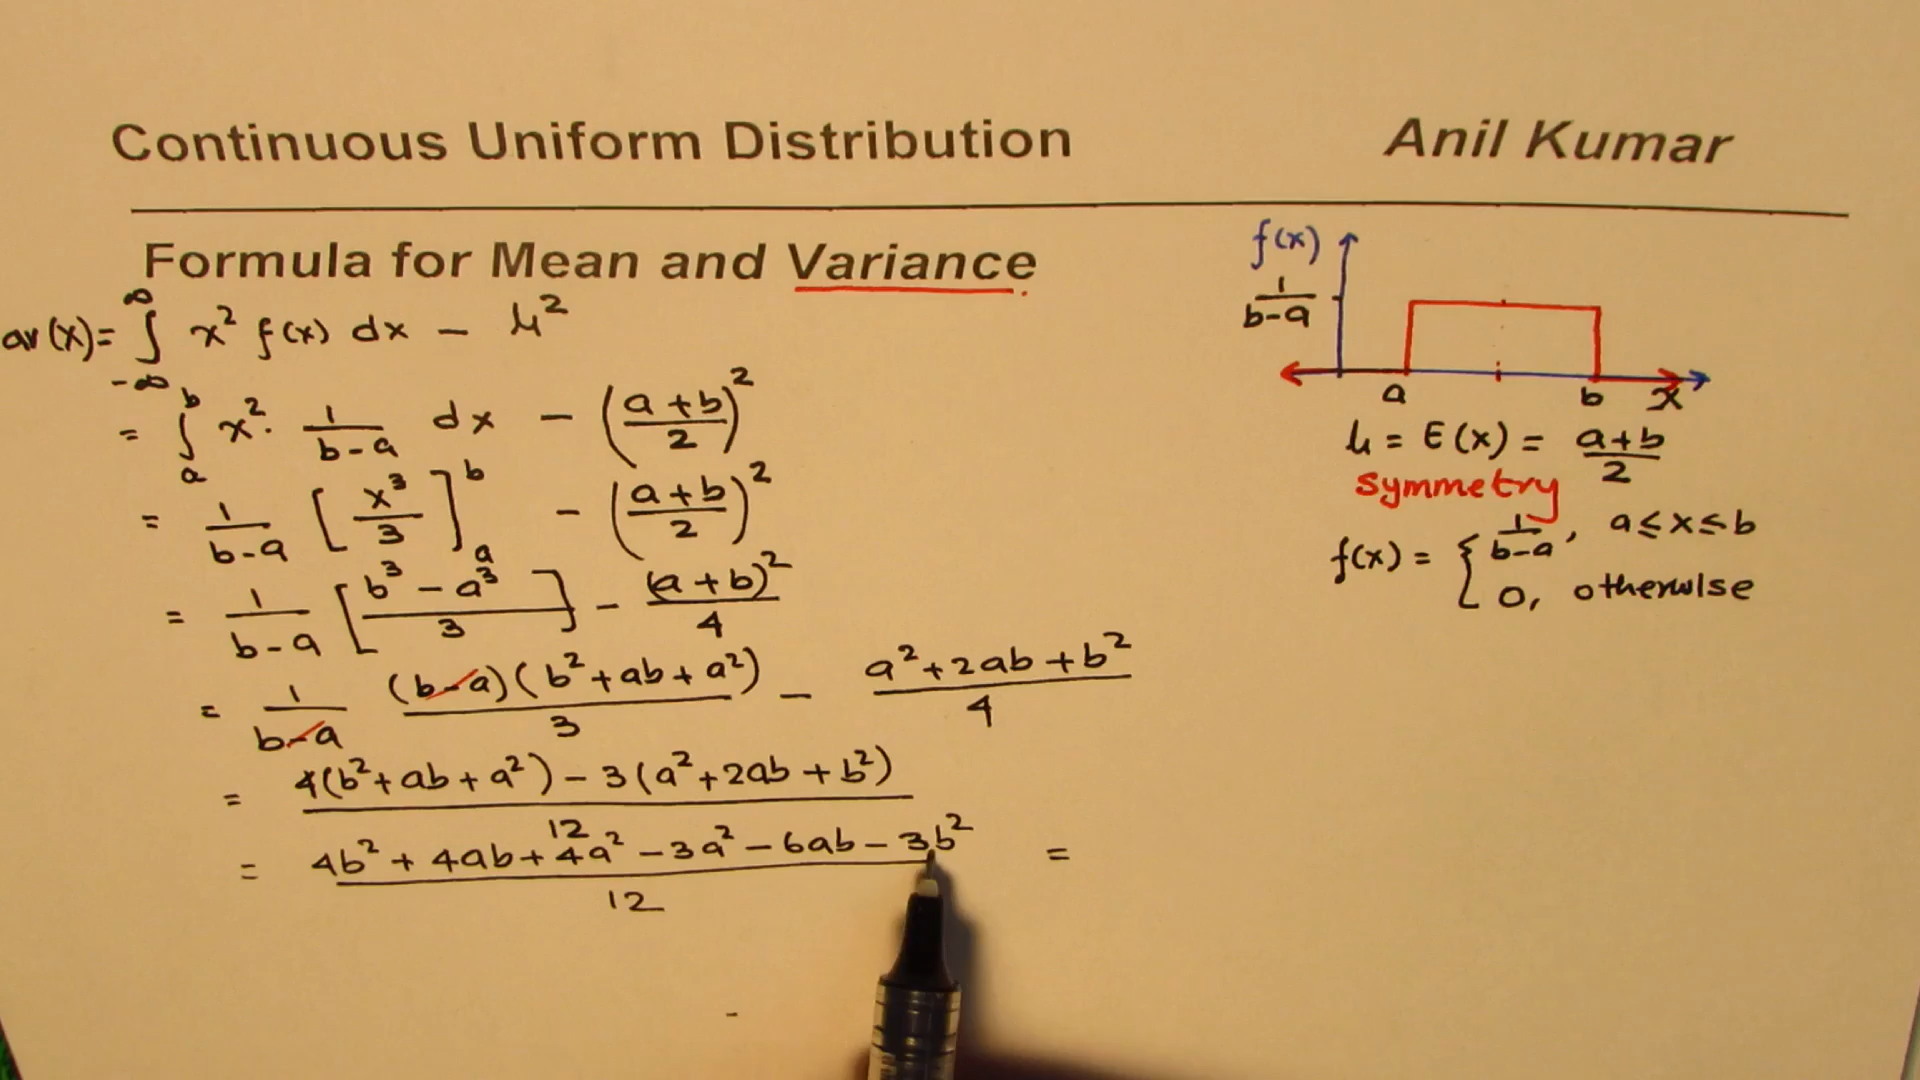 Continuous Uniform Distribution Anil Kumar
Formula for Mean and Variance
ar(x) = ∫_{-∞}^{∞} x² f(x) dx − μ²
= ∫_a^b x² · 1/(b-a) dx − ((a+b)/2)²
= 1/(b-a) [x³/3]_a^b − ((a+b)/2)²
= 1/(b-a) [(b³ − a³)/3] − (a+b)²/4
= 1/(b-a) (b-a)(b²+ab+a²)/3 − (a²+2ab+b²)/4
= (4(b²+ab+a²) − 3(a²+2ab+b²))/12
= (4b² + 4ab + 4a² − 3a² − 6ab − 3b²)/12 =
f(x)
1/(b-a)
a b x
μ = E(x) = (a+b)/2
Symmetry
f(x) = { 1/(b-a), a≤x≤b
0, otherwise